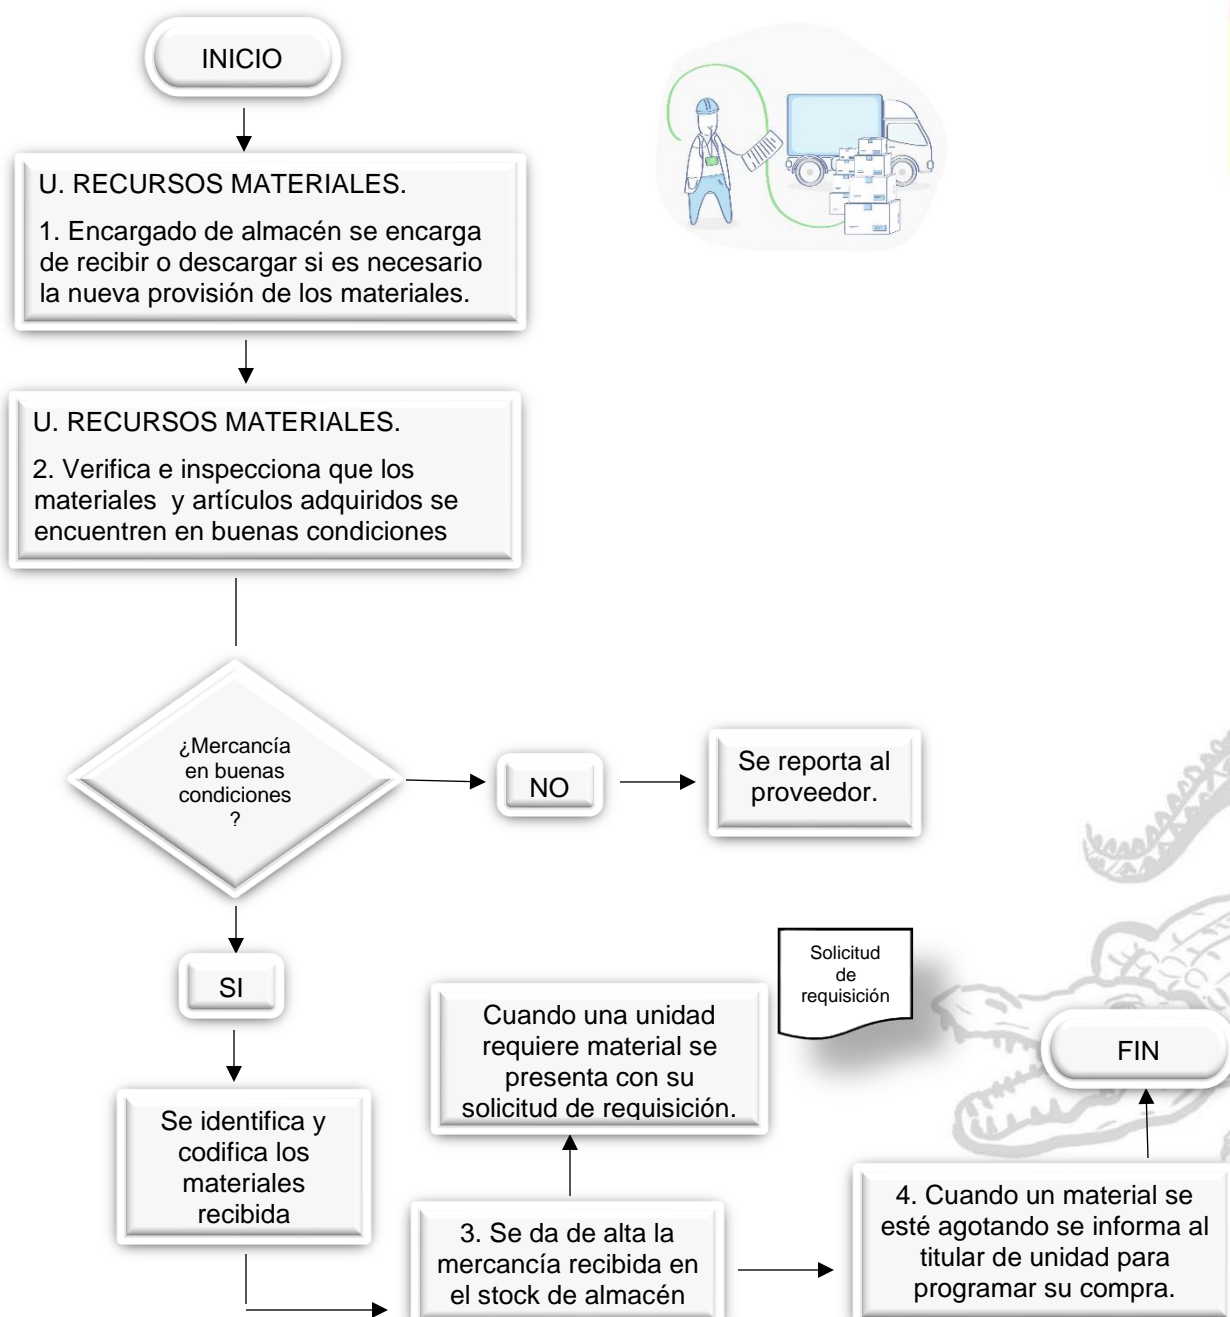 INICIO
U. RECURSOS MATERIALES.
1. Encargado de almacén se encarga
de recibir o descargar si es necesario
la nueva provisión de los materiales.
U. RECURSOS MATERIALES.
2. Verifica e inspecciona que los
materiales y artículos adquiridos se
encuentren en buenas condiciones
¿Mercancía
en buenas
condiciones
?
NO
Se reporta al
proveedor.
SI
Se identifica y
codifica los
materiales
recibida
3. Se da de alta la
mercancía recibida en
el stock de almacén
Cuando una unidad
requiere material se
presenta con su
solicitud de requisición.
Solicitud
de
requisición
4. Cuando un material se
esté agotando se informa al
titular de unidad para
programar su compra.
FIN